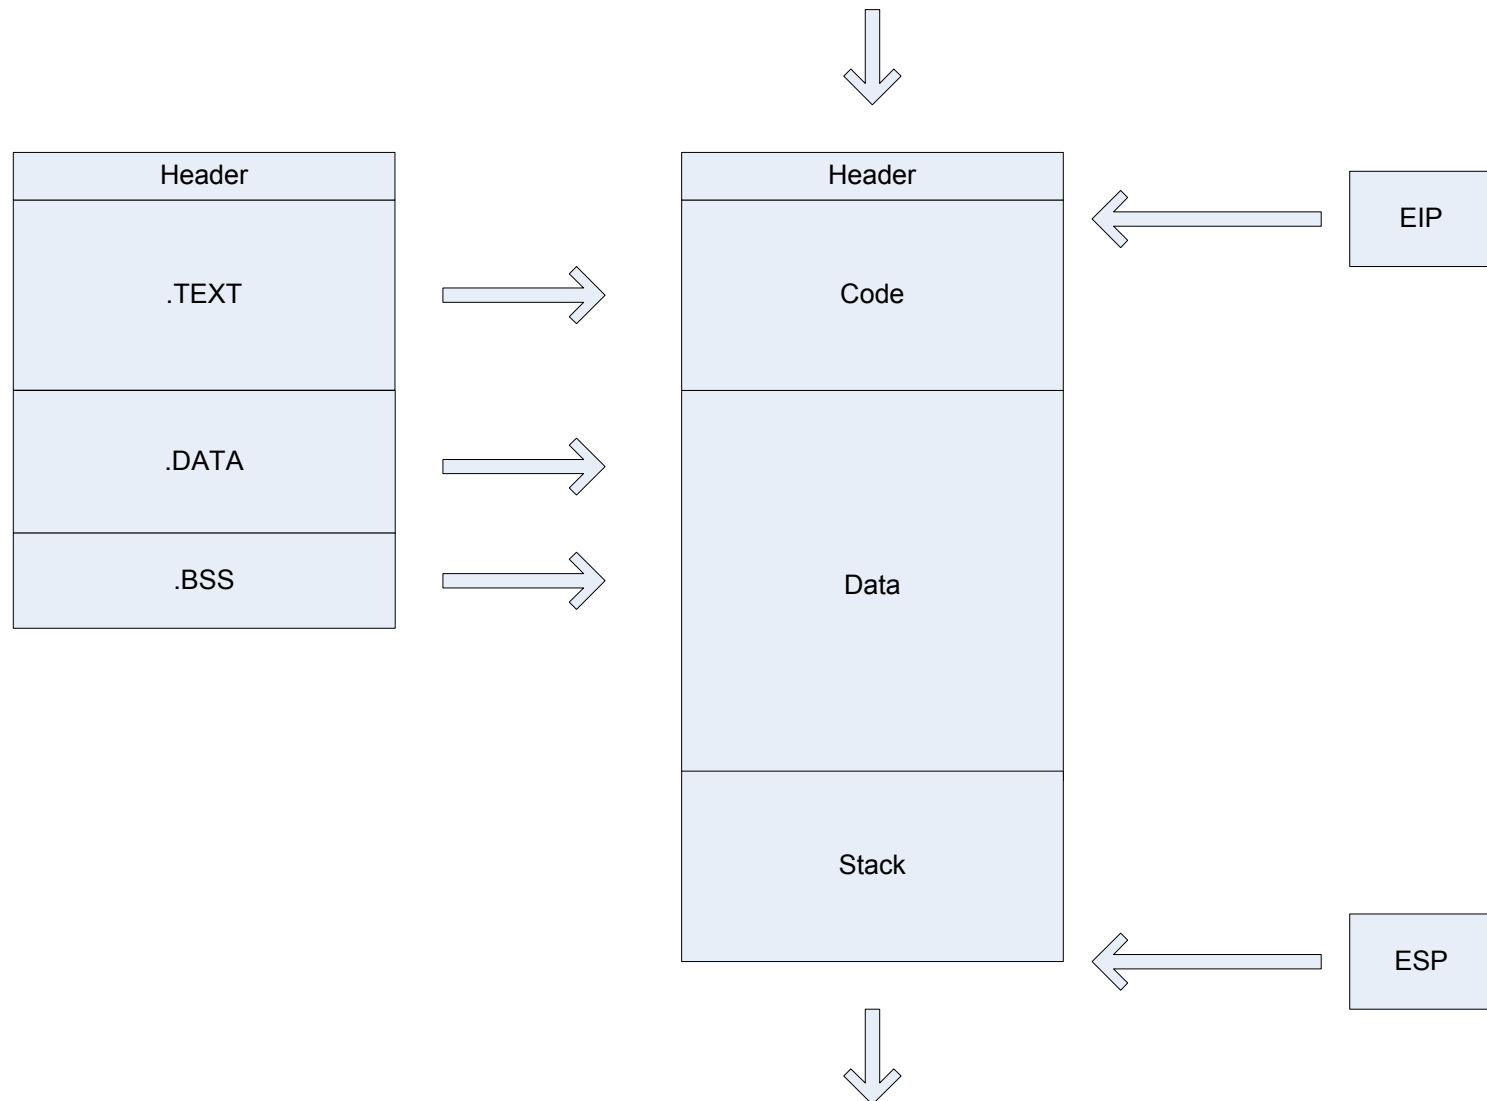 Header
.TEXT
.DATA
.BSS
Header
Code
Data
Stack
EIP
ESP